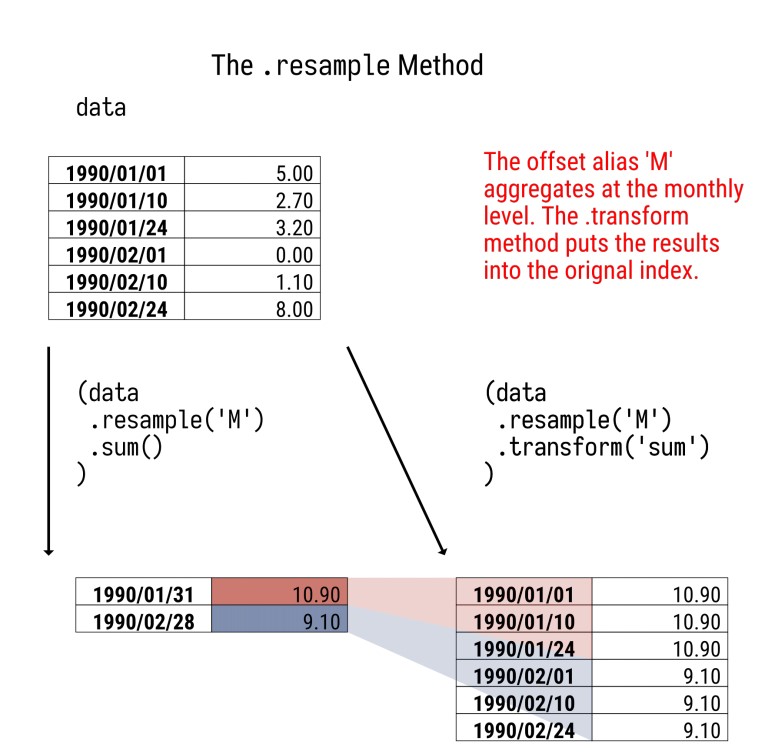 The .resample Method
data
1990/01/01 5.00
1990/01/10 2.70
1990/01/24 3.20
1990/02/01 0.00
1990/02/10 1.10
1990/02/24 8.00
The offset alias 'M'
aggregates at the monthly
level. The .transform
method puts the results
into the orignal index.
(data
.resample('M')
.sum()
)
(data
.resample('M')
.transform('sum')
)
1990/01/31 10.90
1990/02/28 9.10
1990/01/01 10.90
1990/01/10 10.90
1990/01/24 10.90
1990/02/01 9.10
1990/02/10 9.10
1990/02/24 9.10